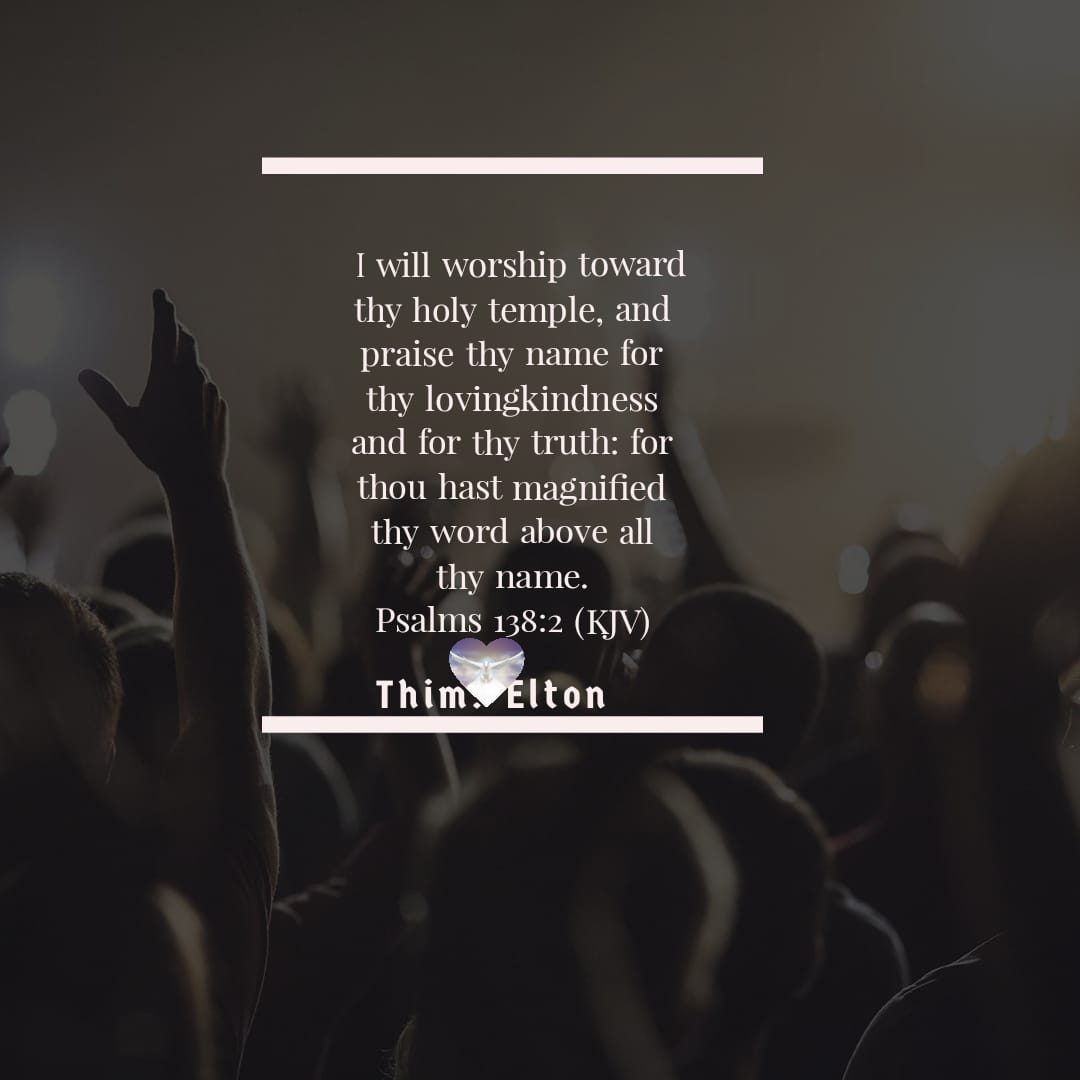 I will worship toward
thy holy temple, and
praise thy name for
thy lovingkindness
and for thy truth: for
thou hast magnified
thy word above all
thy name.
Psalms 138:2 (KJV)
Elton